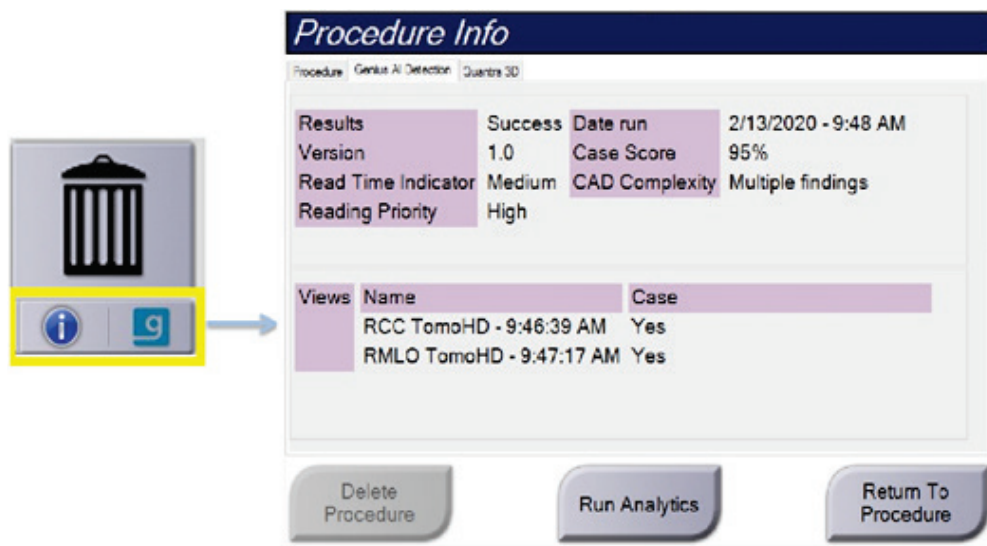 Procedure Info
Procedure Genius AI Detection Quantra 3D
Results Success Date run 2/13/2020 - 9:48 AM
Version 1.0 Case Score 95%
Read Time Indicator Medium CAD Complexity Multiple findings
Reading Priority High
i g
Views Name Case
RCC TomoHD - 9:46:39 AM Yes
RMLO TomoHD - 9:47:17 AM Yes
Delete Procedure
Run Analytics
Return To Procedure